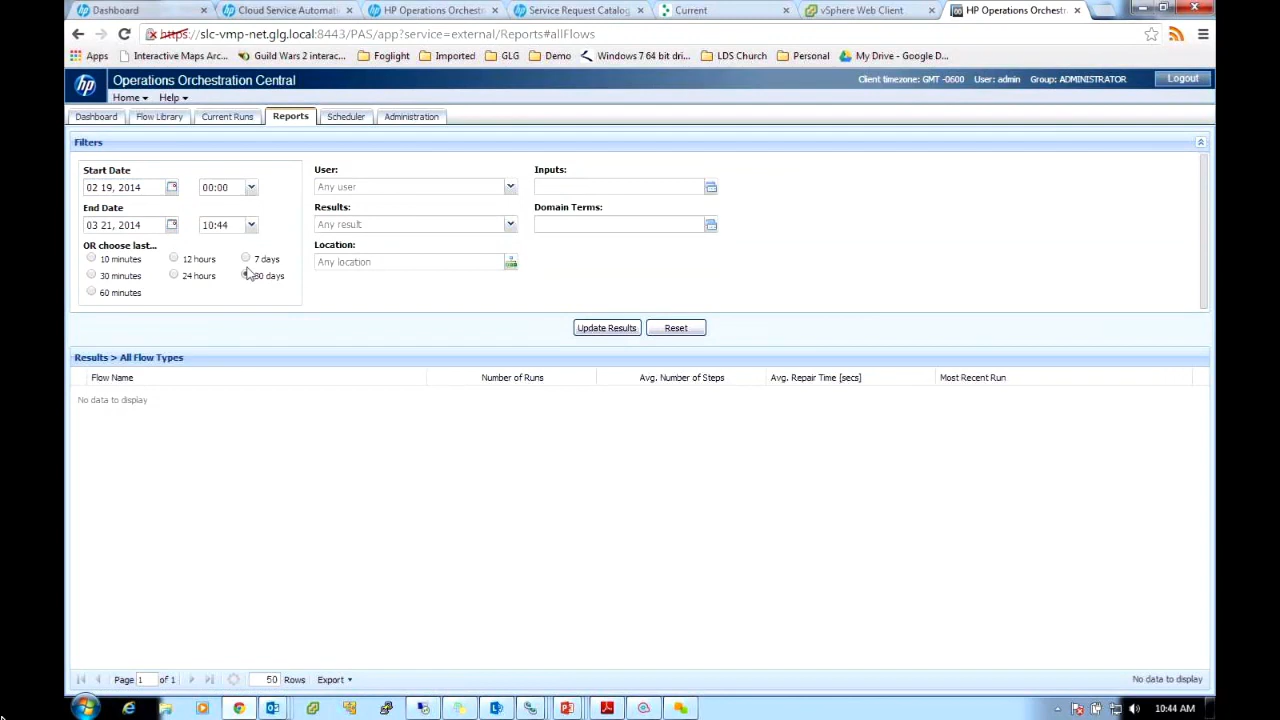 Dashboard
Cloud Service Automati
HP Operations Orchestr
Service Request Catalog
Current
vSphere Web Client
HP Operations Orchestr
https://slc-vmp-net.glg.local:8443/PAS/app?service=external/Reports#allFlows
Apps
Interactive Maps Arc...
Guild Wars 2 interac...
Foglight
Imported
GLG
Demo
Windows 7 64 bit dri...
LDS Church
Personal
My Drive - Google D...
hp
Operations Orchestration Central
Client timezone: GMT -0600
User: admin
Group: ADMINISTRATOR
Logout
Home
Help
Dashboard
Flow Library
Current Runs
Reports
Scheduler
Administration
Filters
Start Date
02 19, 2014
00:00
End Date
03 21, 2014
10:44
OR choose last...
10 minutes
12 hours
7 days
30 minutes
24 hours
30 days
60 minutes
User:
Any user
Results:
Any result
Location:
Any location
Inputs:
Domain Terms:
Update Results
Reset
Results > All Flow Types
Flow Name
Number of Runs
Avg. Number of Steps
Avg. Repair Time [secs]
Most Recent Run
No data to display
Page 1 of 1
50 Rows
Export
No data to display
10:44 AM